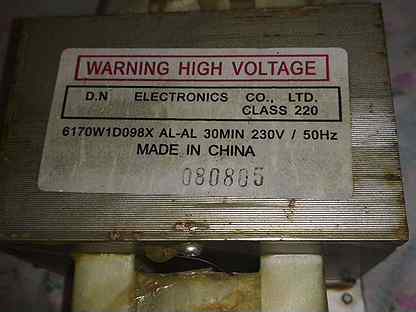 WARNING HIGH VOLTAGE
D.N ELECTRONICS CO., LTD.
CLASS 220
6170W1D098X AL-AL 30MIN 230V / 50Hz
MADE IN CHINA
080805